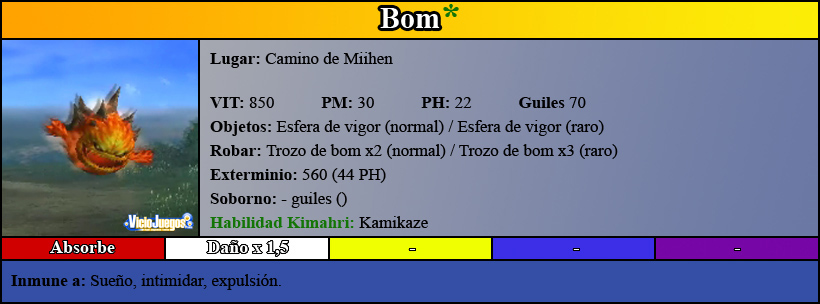 Bom*
Lugar: Camino de Miihen
VIT: 850 PM: 30 PH: 22 Guiles 70
Objetos: Esfera de vigor (normal) / Esfera de vigor (raro)
Robar: Trozo de bom x2 (normal) / Trozo de bom x3 (raro)
Exterminio: 560 (44 PH)
Soborno: - guiles ()
Habilidad Kimahri: Kamikaze
VicioJuegos
Absorbe Daño x 1,5 - - -
Inmune a: Sueño, intimidar, expulsión.